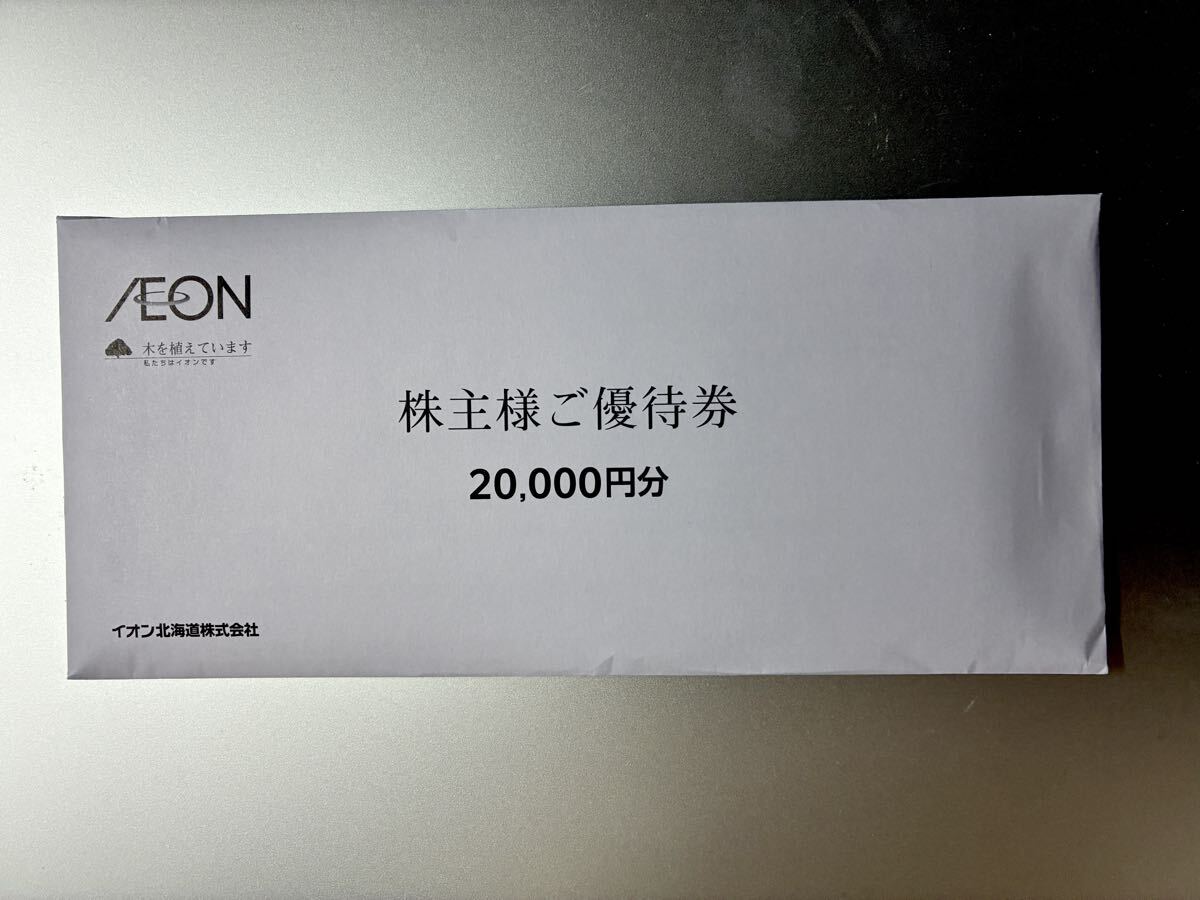 ÆON
木を植えています
私たちはイオンです
株主様ご優待券
20,000円分
イオン北海道株式会社